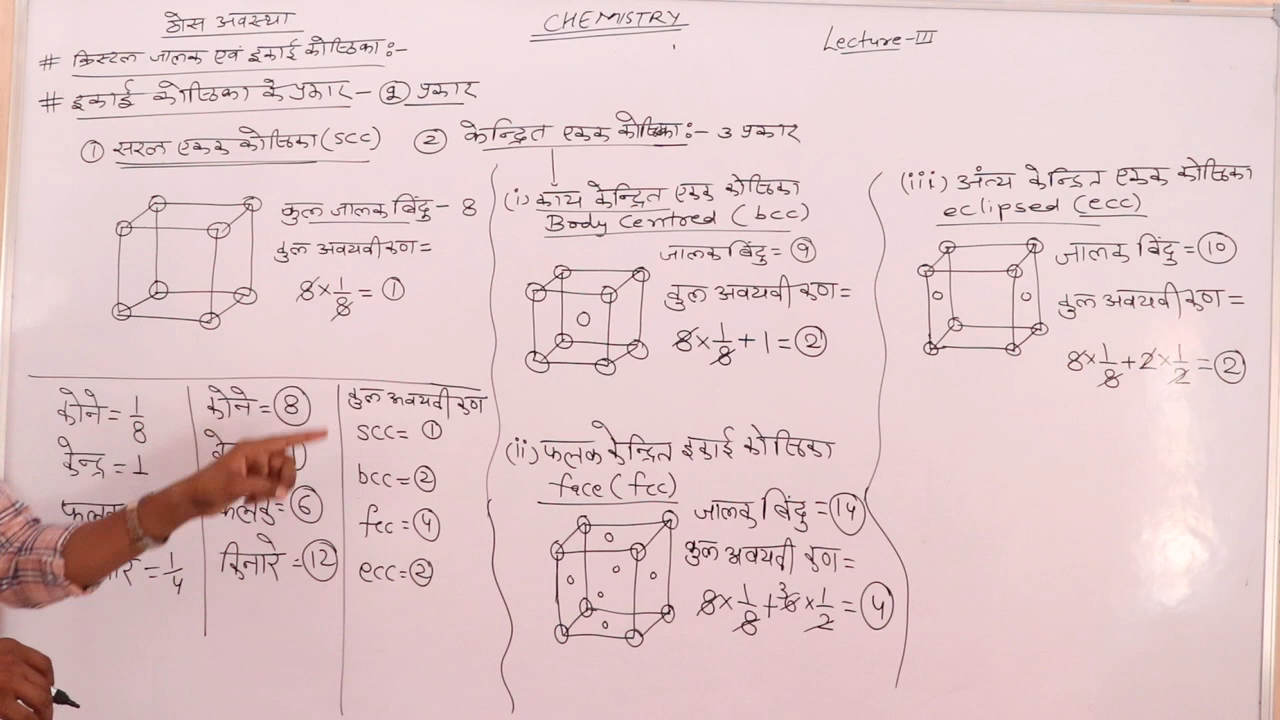 ठोस अवस्था
CHEMISTRY
Lecture-III
# क्रिस्टल जालक एवं इकाई कोष्ठिका:-
# इकाई कोष्ठिका के प्रकार - ② प्रकार
① सरल एकक कोष्ठिका (scc)
② केन्द्रित एकक कोष्ठिका:- 3 प्रकार
कुल जालक बिंदु - 8
कुल अवयवी कण =
8×1/8 = ①
(i) काय केन्द्रित एकक कोष्ठिका
Body Centred (bcc)
जालक बिंदु = ⑨
कुल अवयवी कण =
8×1/8 + 1 = ②
(ii) फलक केन्द्रित इकाई कोष्ठिका
face (fcc)
जालक बिंदु = ⑭
कुल अवयवी कण =
8×1/8 + 6×1/2 = ④
(iii) अंत्य केन्द्रित एकक कोष्ठिका
eclipsed (ecc)
जालक बिंदु = ⑩
कुल अवयवी कण =
8×1/8 + 2×1/2 = ②
कोने = 1/8
केन्द्र = 1
फलक
= 1/4
कोने = ⑧
फलक = ⑥
किनारे = ⑫
कुल अवयवी कण
scc = ①
bcc = ②
fcc = ④
ecc = ②